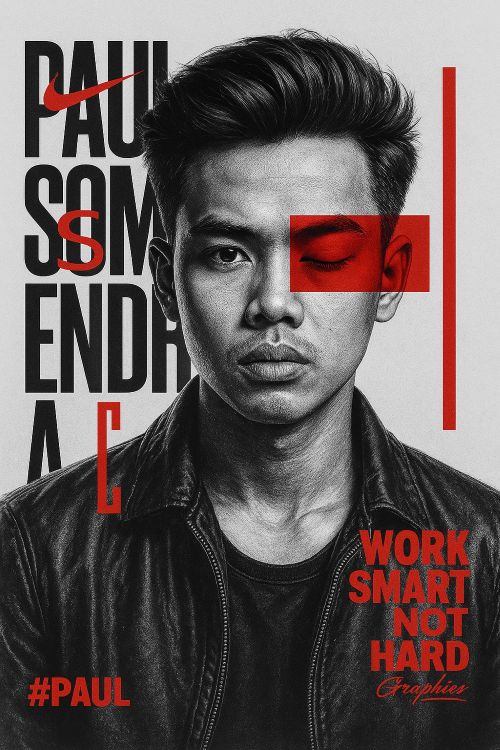 PAUL
SOM
S
ENDR
A
C
WORK
SMART
NOT
HARD
Graphies
#PAUL